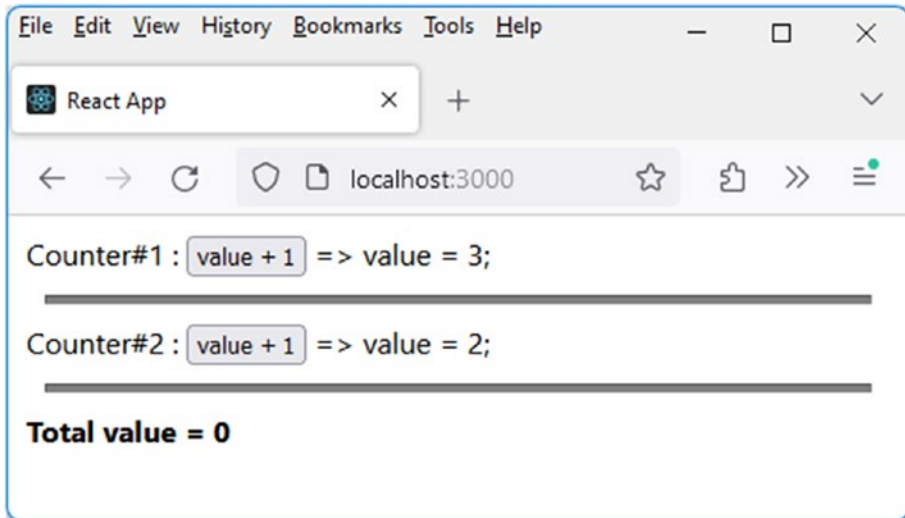 File Edit View History Bookmarks Tools Help
React App
localhost:3000
Counter#1 : value + 1 => value = 3;
Counter#2 : value + 1 => value = 2;
Total value = 0